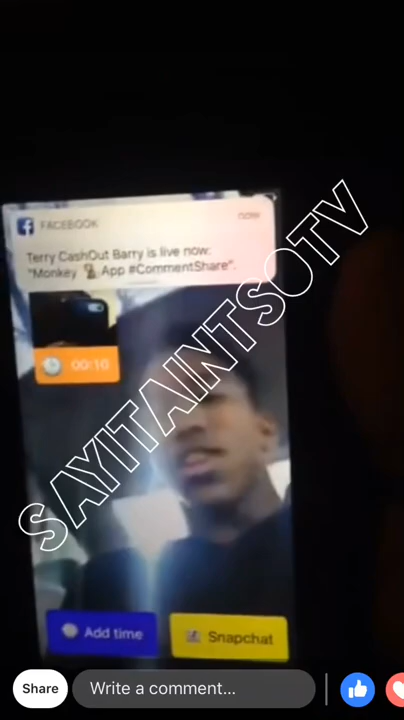 FACEBOOK
now
Terry CashOut Barry is live now:
"Monkey 🐒 App #CommentShare".
00:10
SAYITAINTSOTV
Add time
Snapchat
Share
Write a comment...